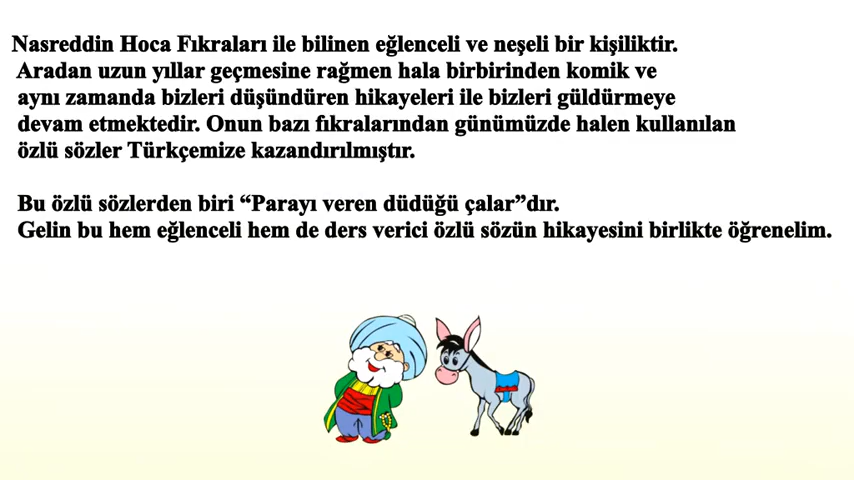 Nasreddin Hoca Fıkraları ile bilinen eğlenceli ve neşeli bir kişiliktir.
Aradan uzun yıllar geçmesine rağmen hala birbirinden komik ve
aynı zamanda bizleri düşündüren hikayeleri ile bizleri güldürmeye
devam etmektedir. Onun bazı fıkralarından günümüzde halen kullanılan
özlü sözler Türkçemize kazandırılmıştır.
Bu özlü sözlerden biri “Parayı veren düdüğü çalar”dır.
Gelin bu hem eğlenceli hem de ders verici özlü sözün hikayesini birlikte öğrenelim.